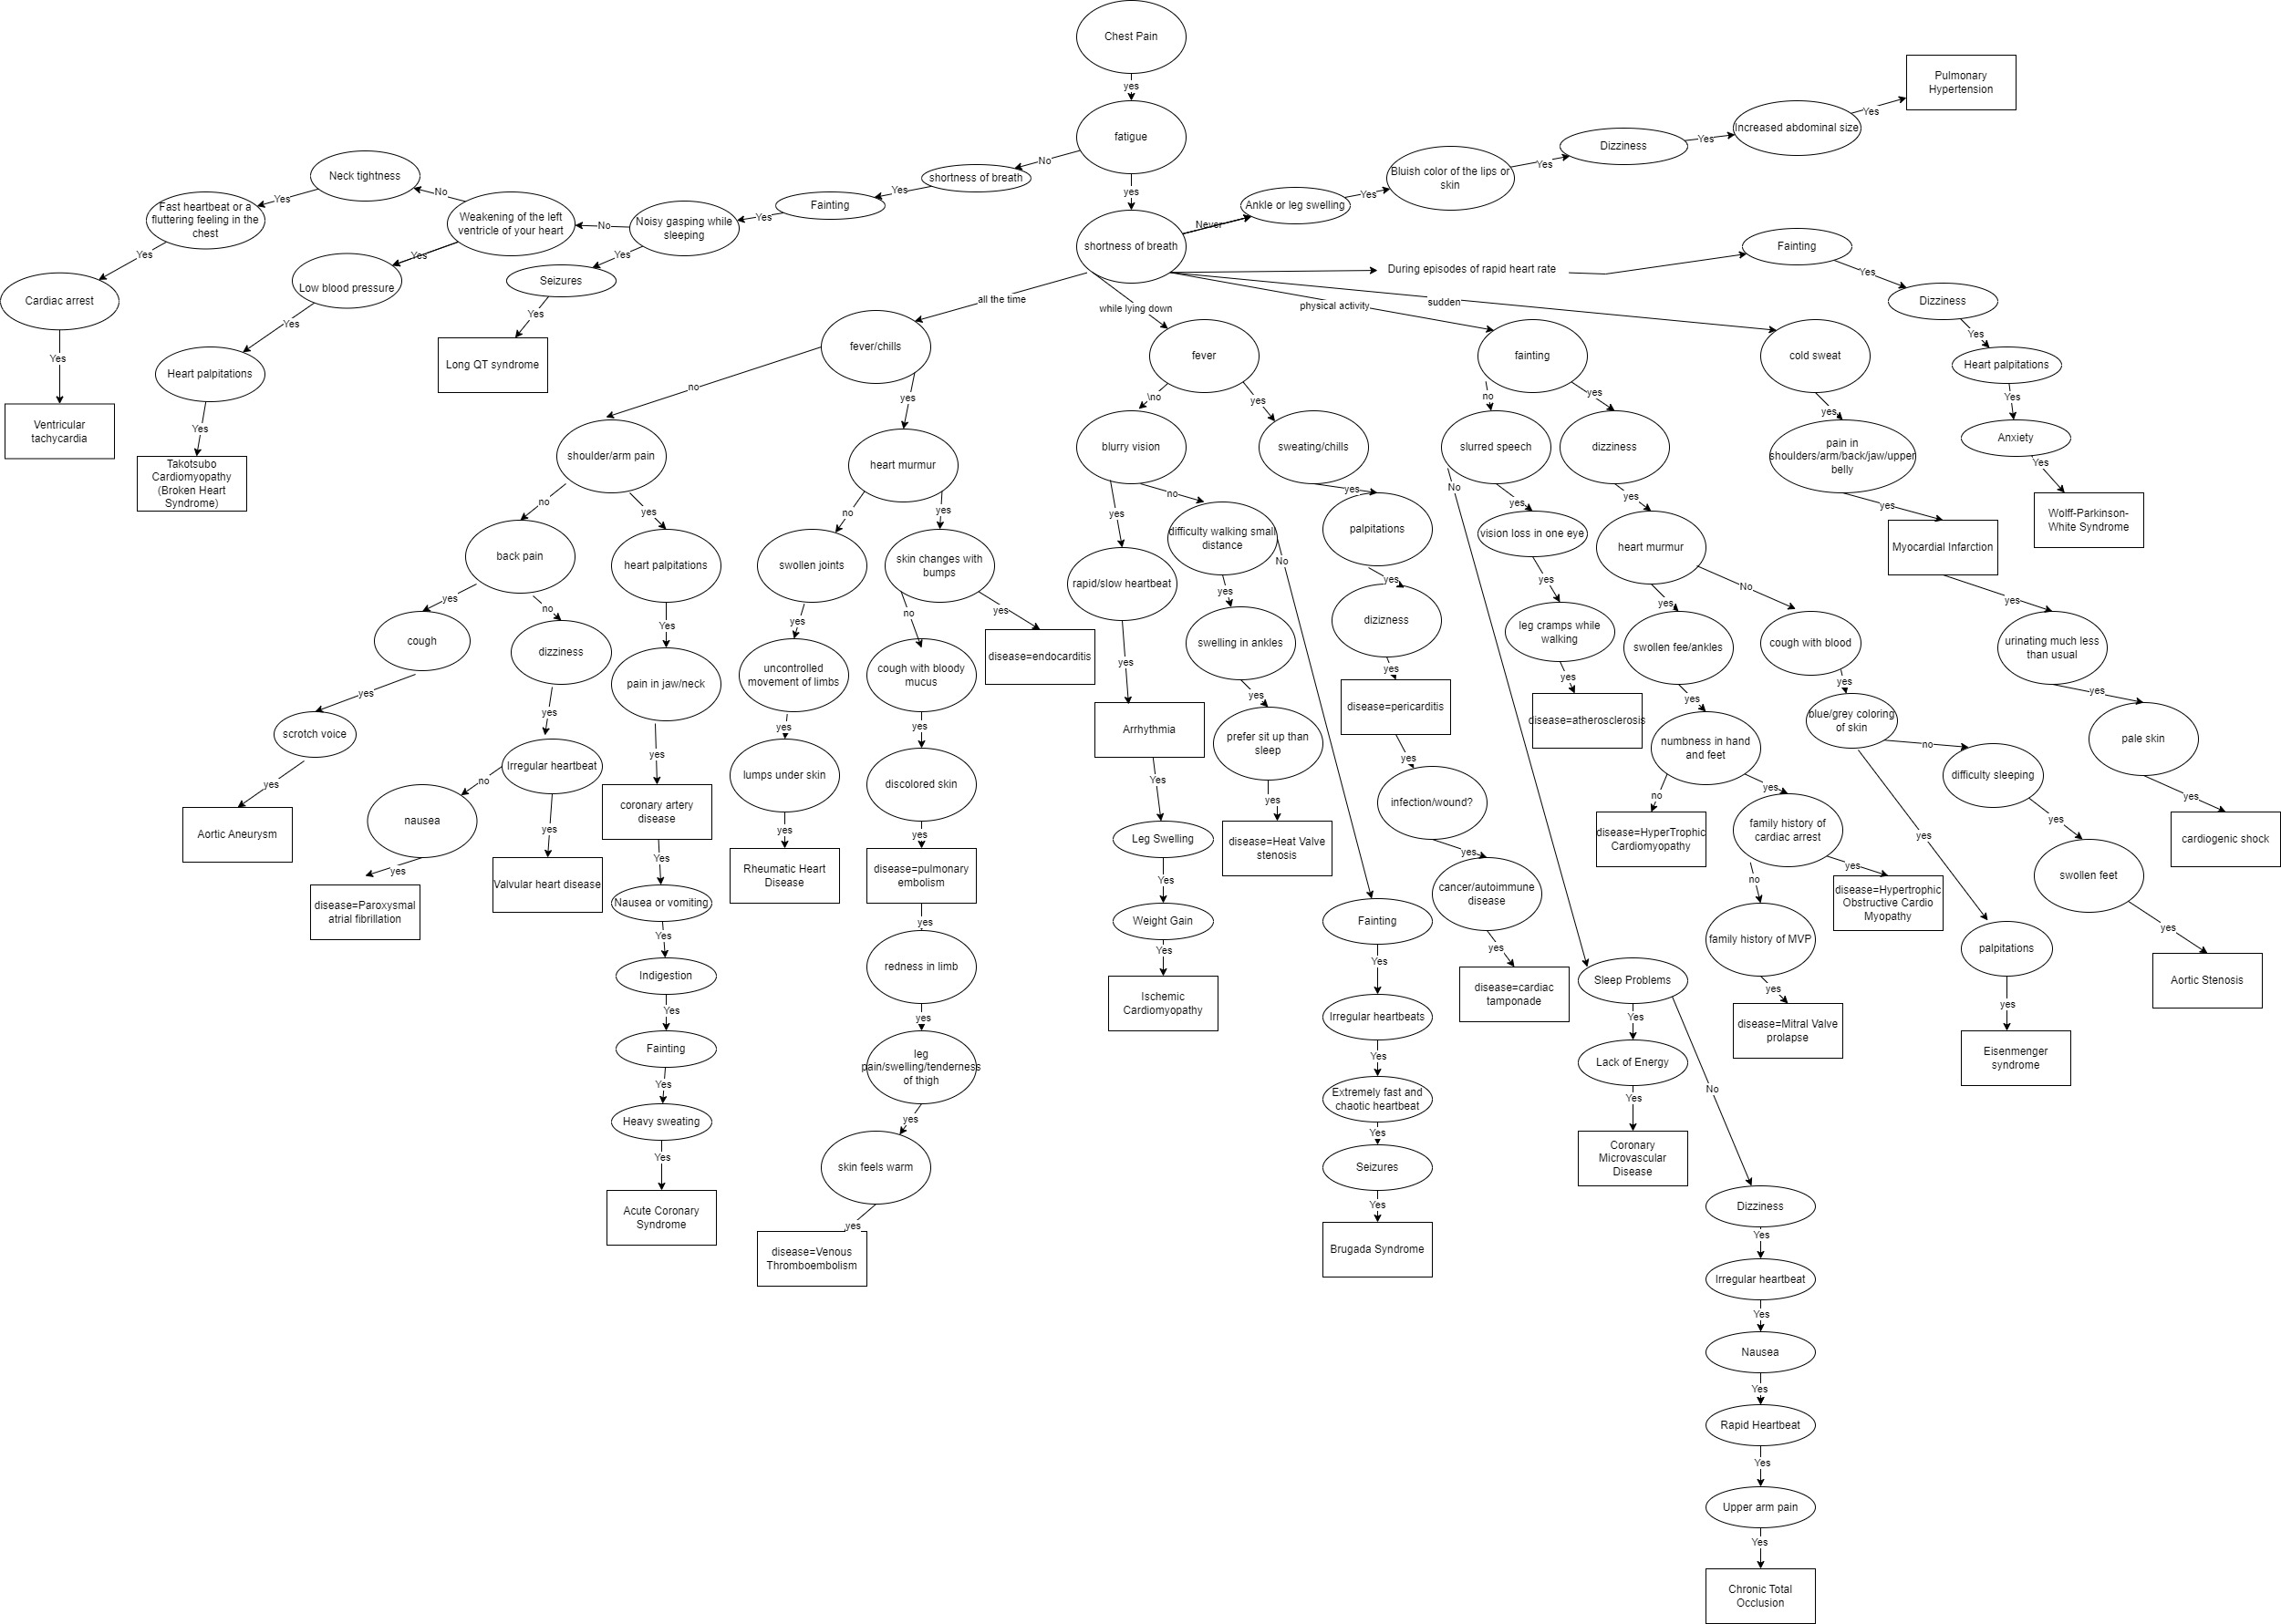 Chest Pain
yes
fatigue
No
yes
shortness of breath
Yes
Fainting
Yes
Noisy gasping while
sleeping
No
Yes
Weakening of the left
ventricle of your heart
No
Yes
Neck tightness
Yes
Fast heartbeat or a
fluttering feeling in the
chest
Yes
Cardiac arrest
Yes
Ventricular
tachycardia
Low blood pressure
Yes
Heart palpitations
Yes
Takotsubo
Cardiomyopathy
(Broken Heart
Syndrome)
Seizures
Yes
Long QT syndrome
shortness of breath
Never
Ankle or leg swelling
Yes
Bluish color of the lips or
skin
Yes
Dizziness
Yes
Increased abdominal size
Yes
Pulmonary
Hypertension
During episodes of rapid heart rate
Fainting
Yes
Dizziness
Yes
Heart palpitations
Yes
Anxiety
Yes
Wolff-Parkinson-
White Syndrome
all the time
while lying down
physical activity
sudden
fever/chills
no
yes
shoulder/arm pain
no
yes
back pain
yes
no
cough
yes
scrotch voice
yes
Aortic Aneurysm
dizziness
yes
Irregular heartbeat
no
yes
nausea
yes
disease=Paroxysmal
atrial fibrillation
Valvular heart disease
heart palpitations
Yes
pain in jaw/neck
yes
coronary artery
disease
Yes
Nausea or vomiting
Yes
Indigestion
Yes
Fainting
Yes
Heavy sweating
Yes
Acute Coronary
Syndrome
heart murmur
no
yes
swollen joints
yes
uncontrolled
movement of limbs
yes
lumps under skin
yes
Rheumatic Heart
Disease
skin changes with
bumps
no
yes
disease=endocarditis
cough with bloody
mucus
yes
discolored skin
yes
disease=pulmonary
embolism
yes
redness in limb
yes
leg
pain/swelling/tenderness
of thigh
yes
skin feels warm
yes
disease=Venous
Thromboembolism
fever
\no
yes
blurry vision
yes
no
rapid/slow heartbeat
yes
Arrhythmia
Yes
Leg Swelling
Yes
Weight Gain
Yes
Ischemic
Cardiomyopathy
difficulty walking small
distance
yes
No
swelling in ankles
yes
prefer sit up than
sleep
yes
disease=Heat Valve
stenosis
Fainting
Yes
Irregular heartbeats
Yes
Extremely fast and
chaotic heartbeat
Yes
Seizures
Yes
Brugada Syndrome
sweating/chills
yes
palpitations
yes
dizizness
yes
disease=pericarditis
yes
infection/wound?
yes
cancer/autoimmune
disease
yes
disease=cardiac
tamponade
fainting
no
yes
slurred speech
No
yes
vision loss in one eye
yes
leg cramps while
walking
yes
disease=atherosclerosis
Sleep Problems
Yes
No
Lack of Energy
Yes
Coronary
Microvascular
Disease
Dizziness
Yes
Irregular heartbeat
Yes
Nausea
Yes
Rapid Heartbeat
Yes
Upper arm pain
Yes
Chronic Total
Occlusion
dizziness
yes
heart murmur
yes
No
swollen fee/ankles
yes
numbness in hand
and feet
no
yes
disease=HyperTrophic
Cardiomyopathy
family history of
cardiac arrest
no
yes
disease=Hypertrophic
Obstructive Cardio
Myopathy
family history of MVP
yes
disease=Mitral Valve
prolapse
cough with blood
yes
blue/grey coloring
of skin
no
yes
difficulty sleeping
yes
swollen feet
yes
Aortic Stenosis
palpitations
yes
Eisenmenger
syndrome
cold sweat
yes
pain in
shoulders/arm/back/jaw/upper
belly
yes
Myocardial Infarction
yes
urinating much less
than usual
yes
pale skin
yes
cardiogenic shock